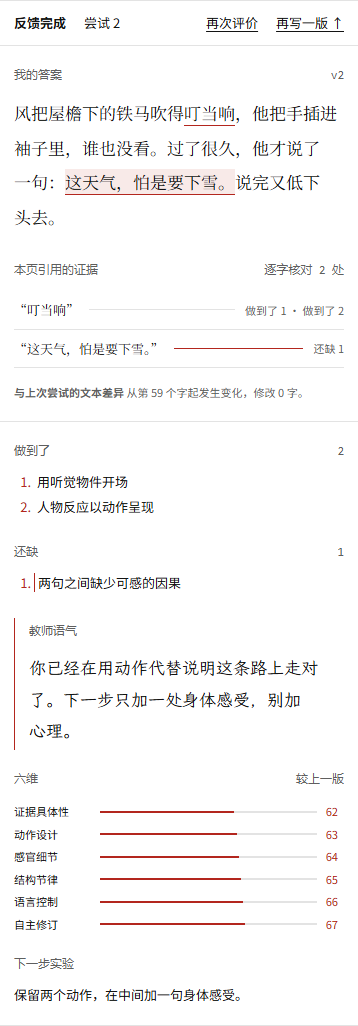 反馈完成 尝试 2 再次评价 再写一版 ↑
我的答案 v2
风把屋檐下的铁马吹得叮当响，他把手插进
袖子里，谁也没看。过了很久，他才说了
一句：这天气，怕是要下雪。说完又低下
头去。
本页引用的证据 逐字核对 2 处
“叮当响” 做到了 1 · 做到了 2
“这天气，怕是要下雪。” 还缺 1
与上次尝试的文本差异 从第 59 个字起发生变化，修改 0 字。
做到了 2
1. 用听觉物件开场
2. 人物反应以动作呈现
还缺 1
1. 两句之间缺少可感的因果
教师语气
你已经在用动作代替说明这条路上走对
了。下一步只加一处身体感受，别加
心理。
六维 较上一版
证据具体性 62
动作设计 63
感官细节 64
结构节律 65
语言控制 66
自主修订 67
下一步实验
保留两个动作，在中间加一句身体感受。